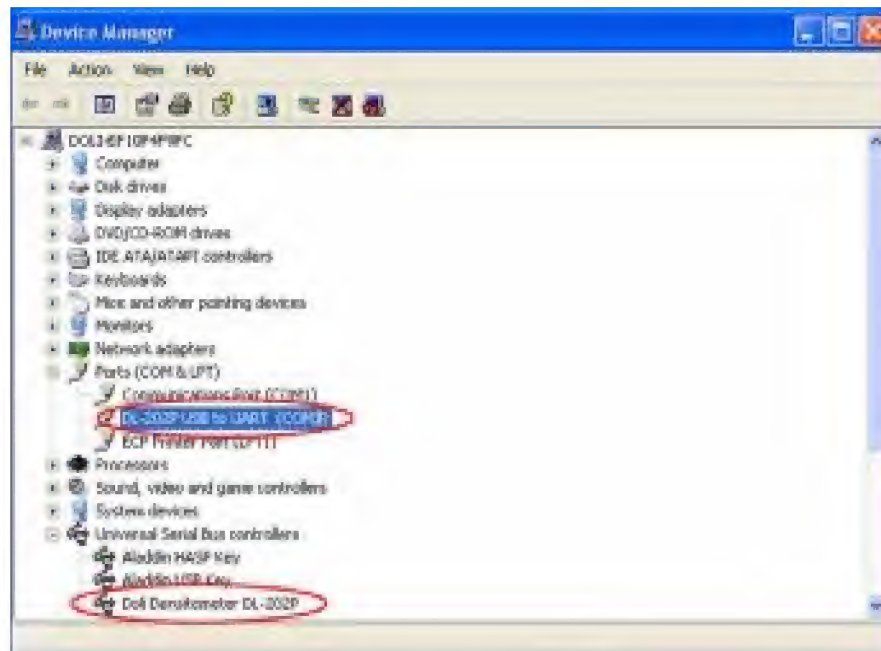 Device Manager
File Action View Help
Computer
Disk drives
Display adapters
DVD/CD-ROM drives
IDE ATA/ATAPI controllers
Keyboards
Mice and other pointing devices
Monitors
Network adapters
Ports (COM & LPT)
Communications Port (COM1)
DL-202P USB to UART
ECP Printer Port (LPT1)
Processors
Sound, video and game controllers
System devices
Universal Serial Bus controllers
Aladdin HASP Key
Aladdin USB Key
Doli Densitometer DL-202P